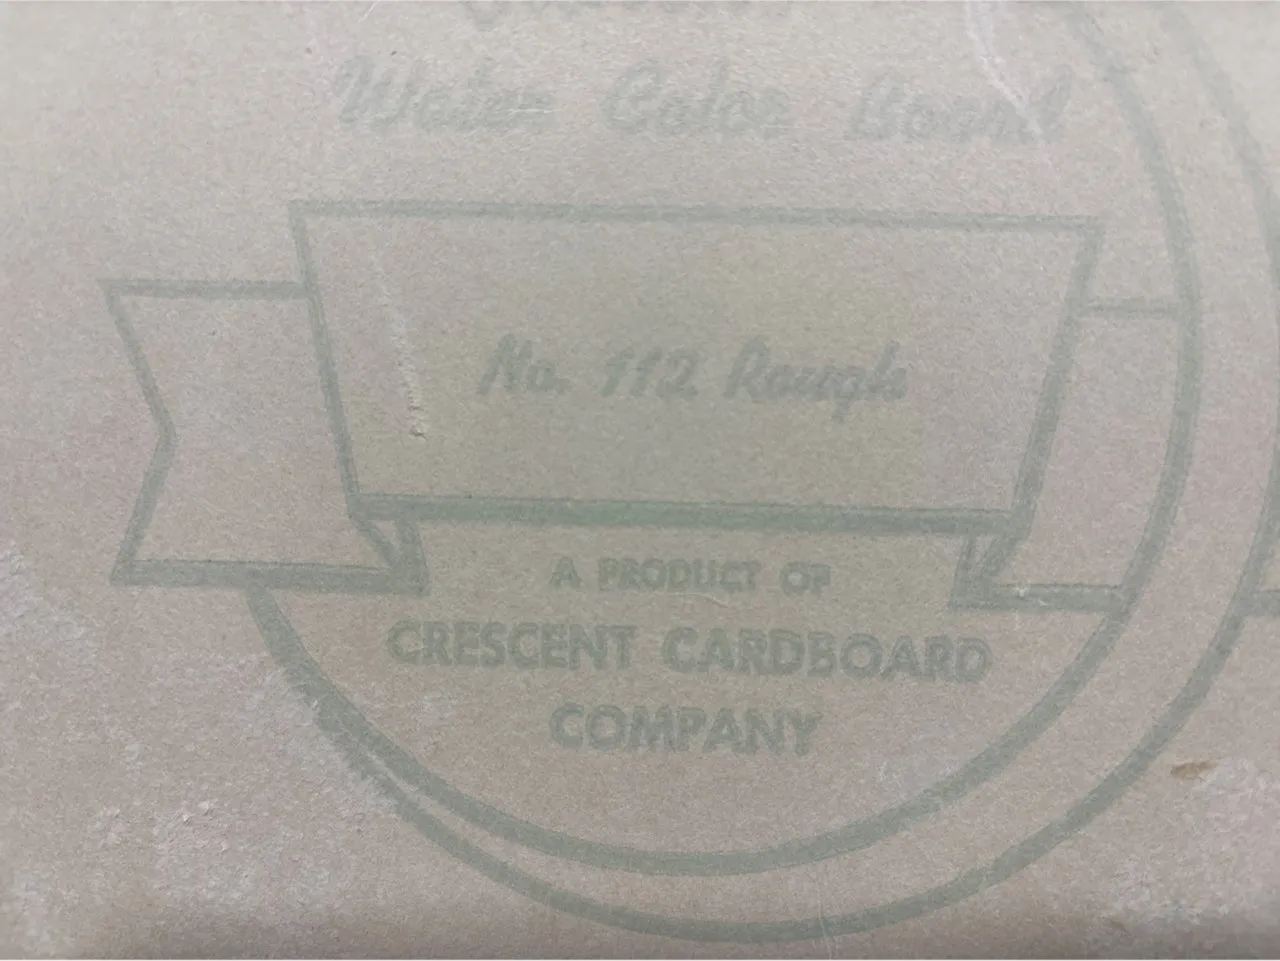 Water Color Board
No. 112 Rough
A PRODUCT OF
CRESCENT CARDBOARD
COMPANY